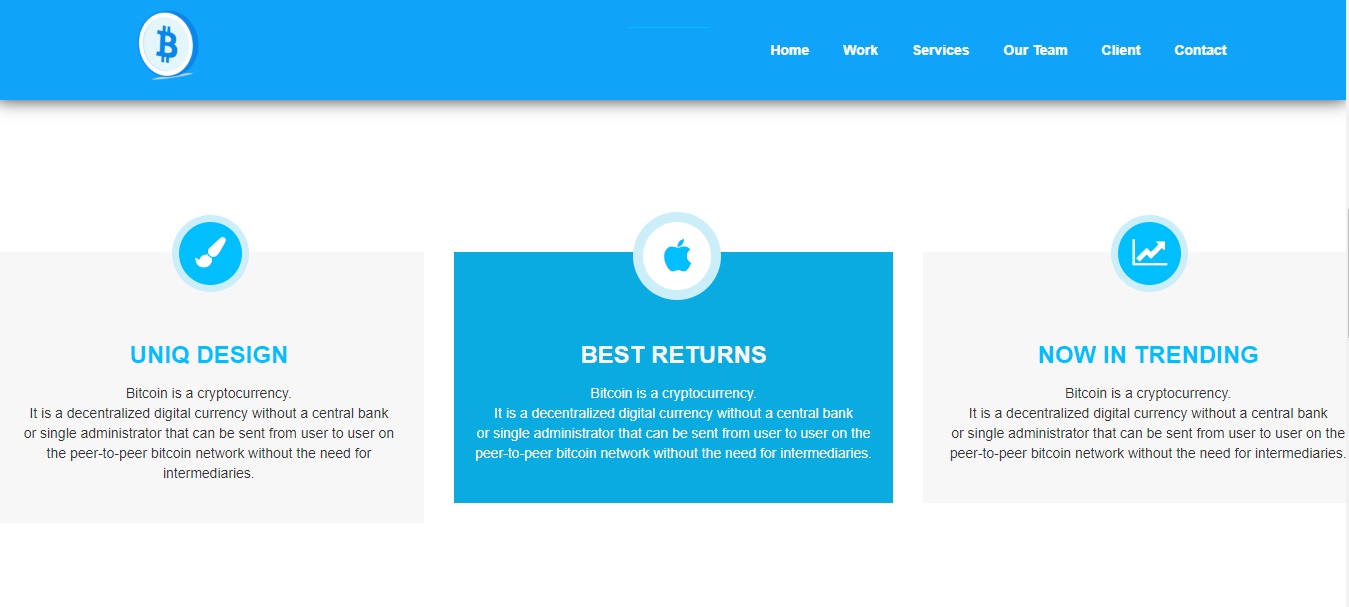 Home Work Services Our Team Client Contact
UNIQ DESIGN
Bitcoin is a cryptocurrency.
It is a decentralized digital currency without a central bank
or single administrator that can be sent from user to user on
the peer-to-peer bitcoin network without the need for
intermediaries.
BEST RETURNS
Bitcoin is a cryptocurrency.
It is a decentralized digital currency without a central bank
or single administrator that can be sent from user to user on the
peer-to-peer bitcoin network without the need for intermediaries.
NOW IN TRENDING
Bitcoin is a cryptocurrency.
It is a decentralized digital currency without a central bank
or single administrator that can be sent from user to user on the
peer-to-peer bitcoin network without the need for intermediaries.